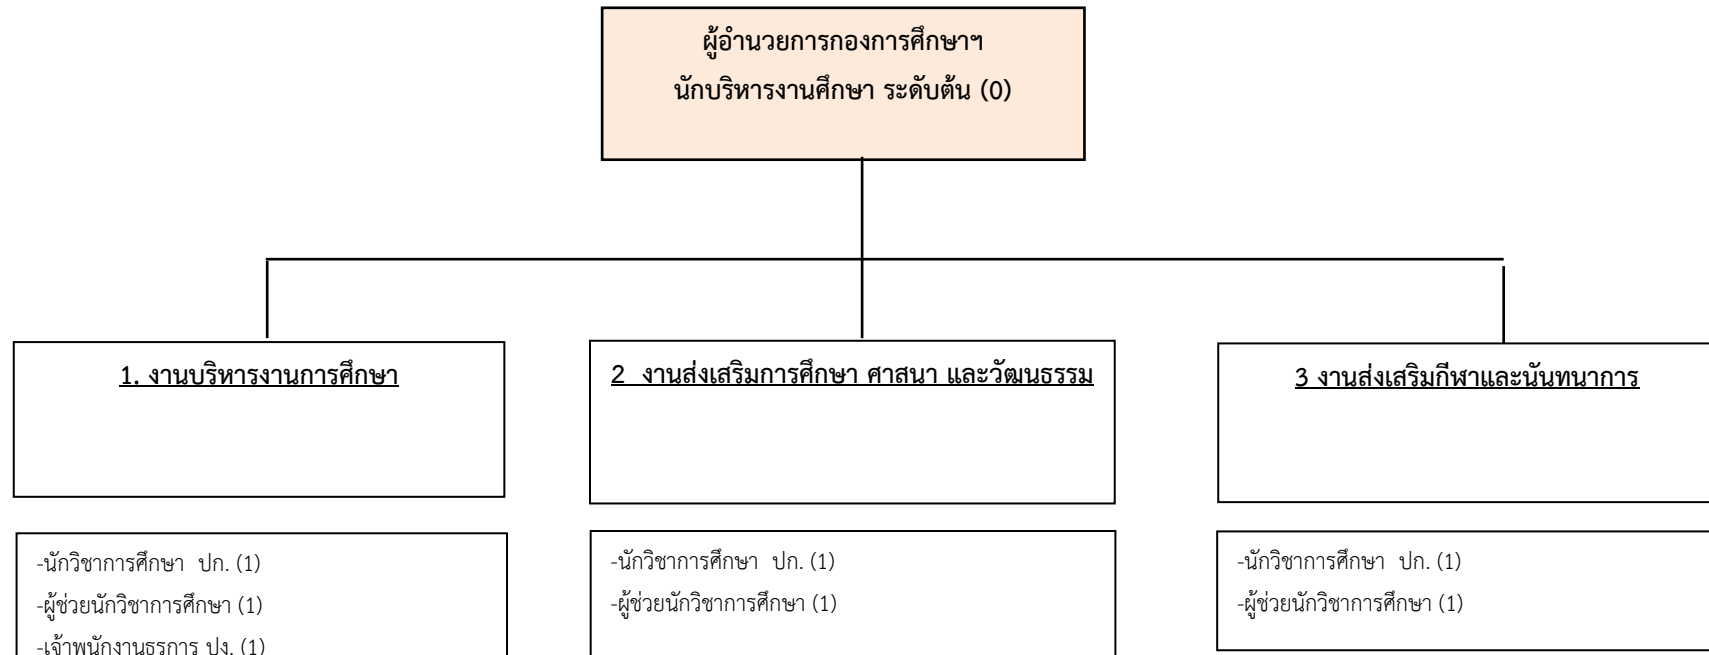 ผู้อำนวยการกองการศึกษาฯ
นักบริหารงานศึกษา ระดับต้น (0)
1. งานบริหารงานการศึกษา
2 งานส่งเสริมการศึกษา ศาสนา และวัฒนธรรม
3 งานส่งเสริมกีฬาและนันทนาการ
-นักวิชาการศึกษา ปก. (1)
-ผู้ช่วยนักวิชาการศึกษา (1)
-เจ้าพนักงานธุรการ ปง. (1)
-นักวิชาการศึกษา ปก. (1)
-ผู้ช่วยนักวิชาการศึกษา (1)
-นักวิชาการศึกษา ปก. (1)
-ผู้ช่วยนักวิชาการศึกษา (1)